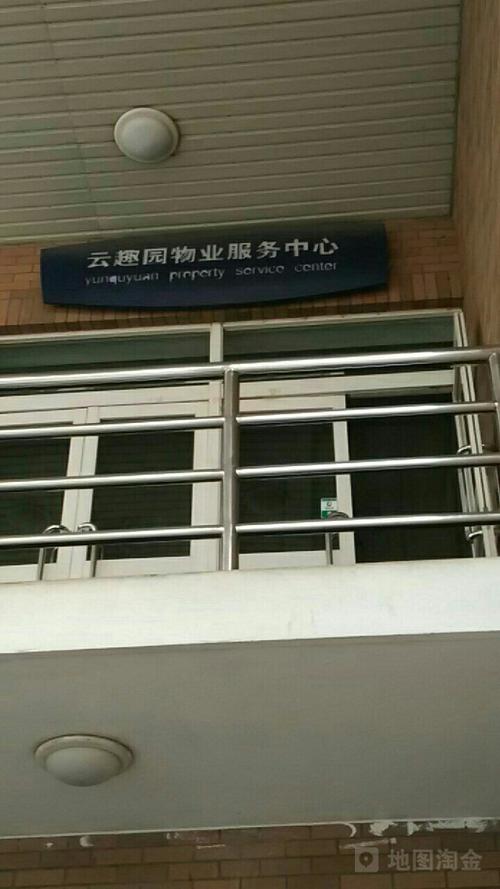 云趣园物业服务中心
yunquyuan property service center
地图淘金